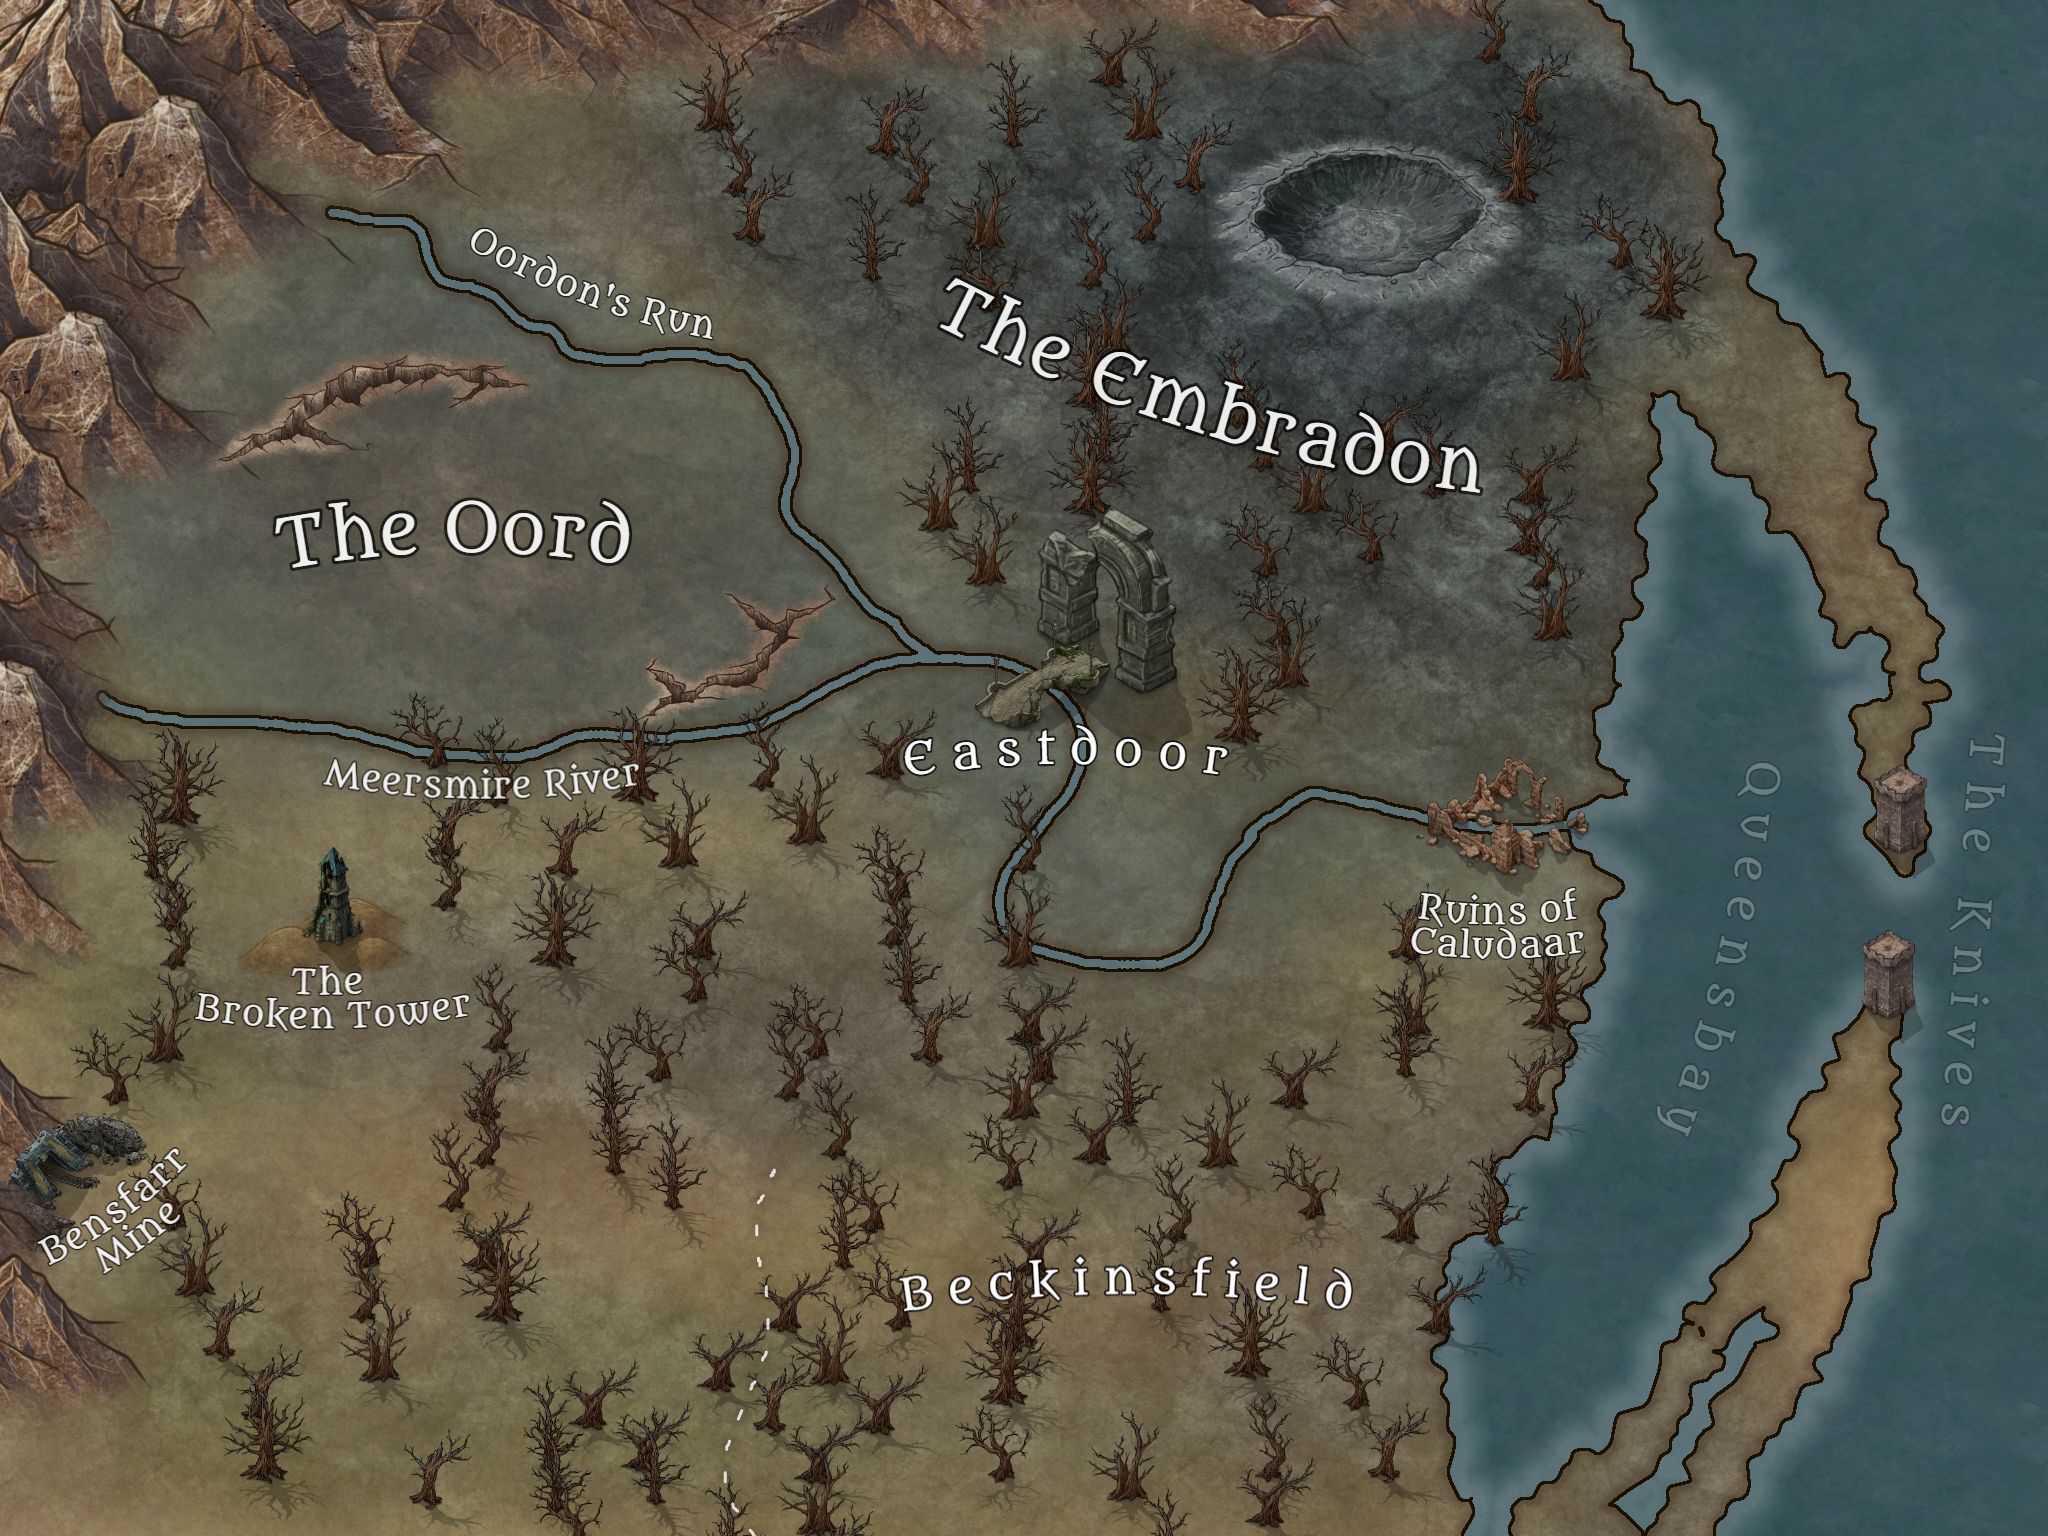 Oordon's Run
The Embradon
The Oord
Eastdoor
Meersmire River
Queensbay
The Knives
Ruins of
Caludaar
The
Broken Tower
Bensfarr
Mine
Beckinsfield